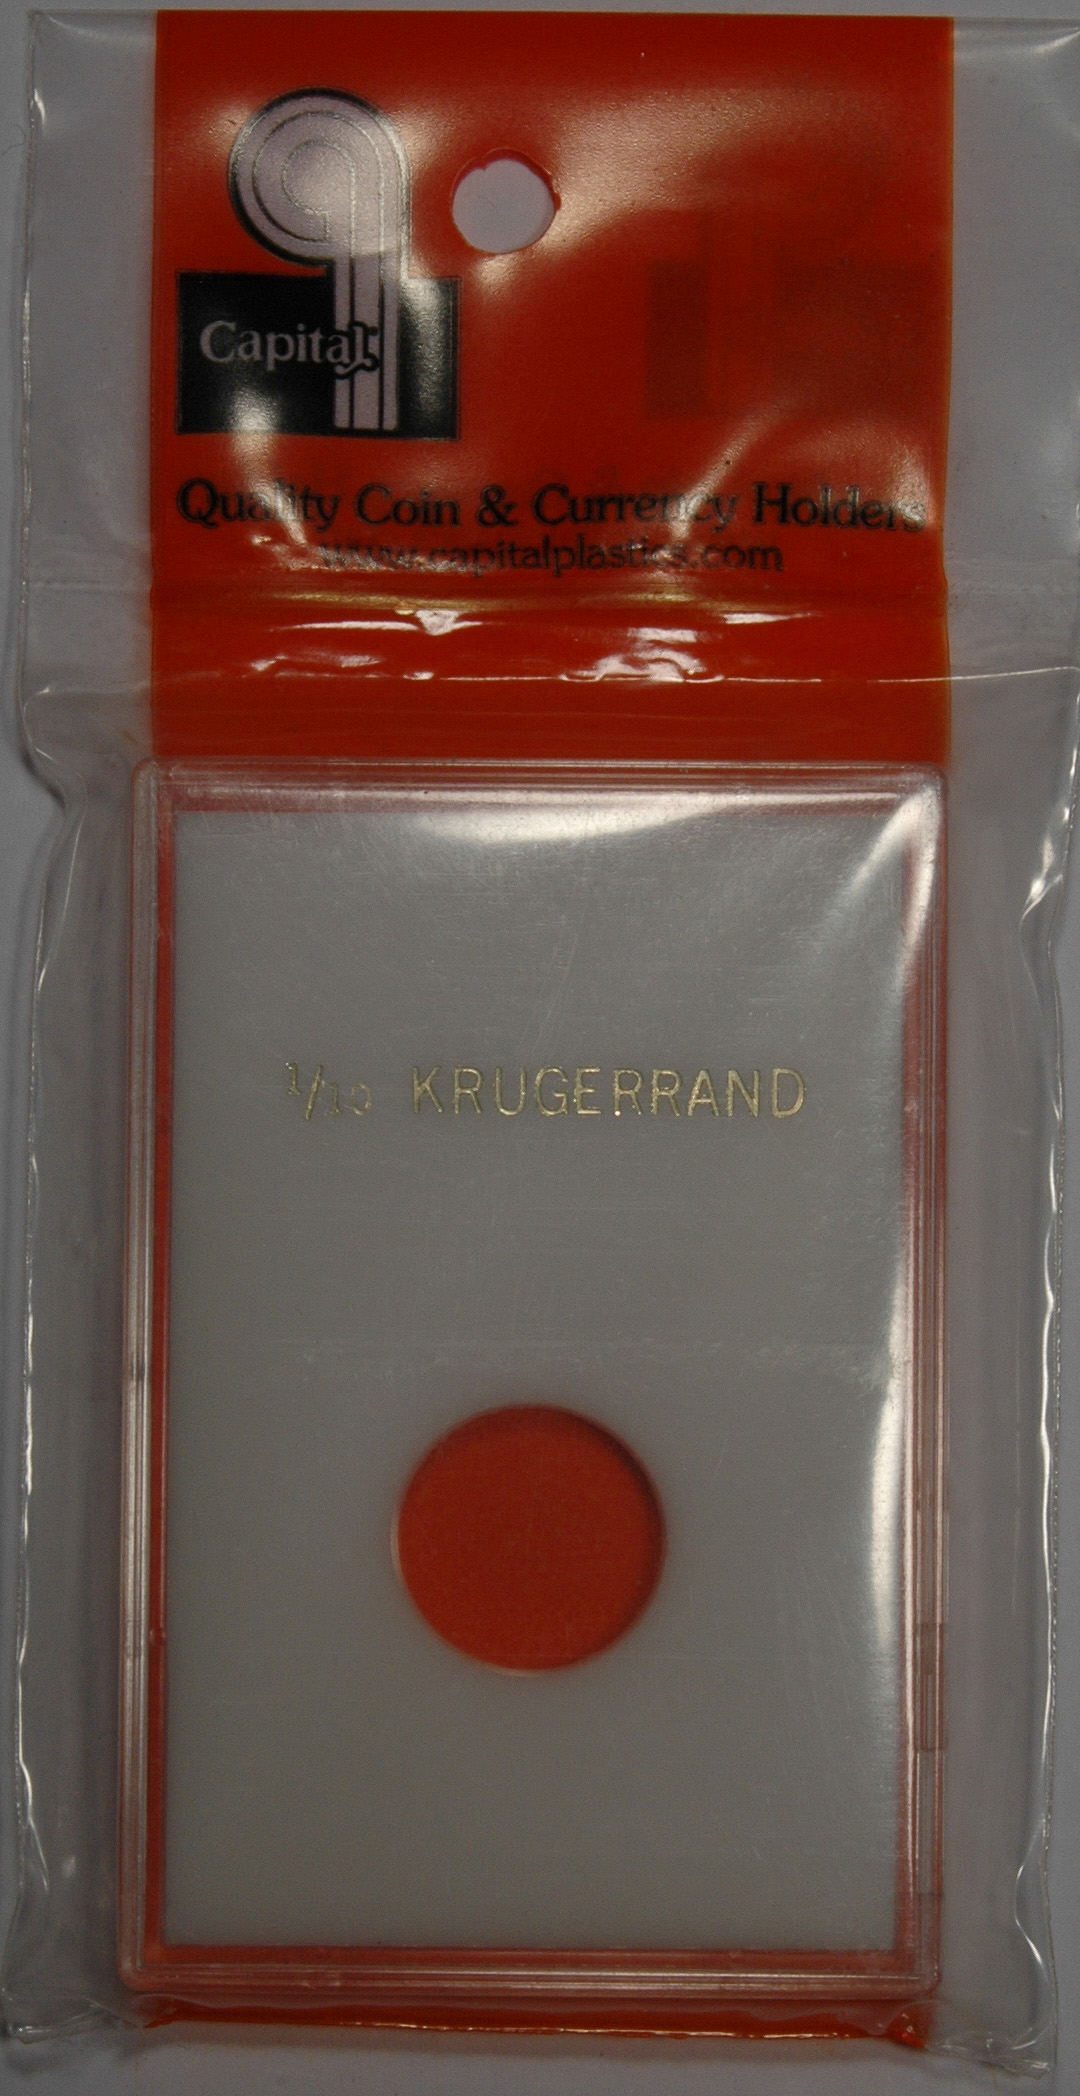 Capital
Quality Coin & Currency Holders
www.capitalplastics.com
1/10 KRUGERRAND